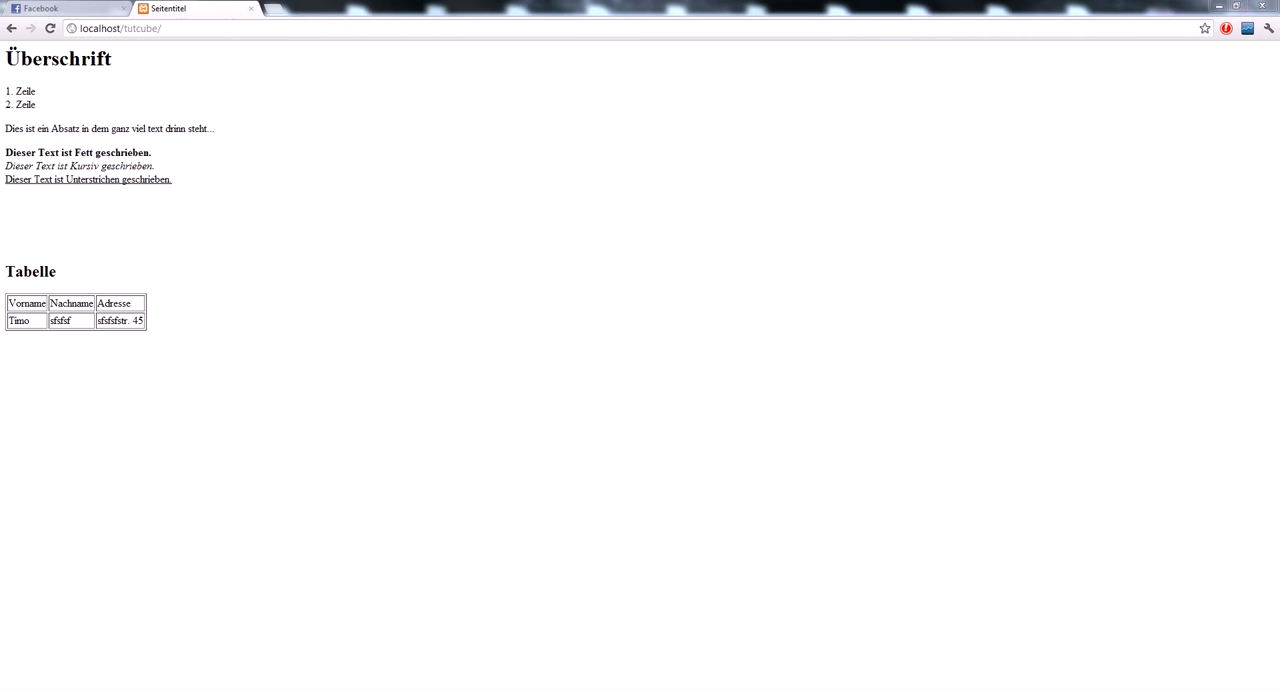 Facebook
Seitentitel
localhost/tutcube/
Überschrift
1. Zeile
2. Zeile
Dies ist ein Absatz in dem ganz viel text drinn steht...
Dieser Text ist Fett geschrieben.
Dieser Text ist Kursiv geschrieben.
Dieser Text ist Unterstrichen geschrieben.
Tabelle
Vorname Nachname Adresse
Timo sfsfsf sfsfsfstr. 45